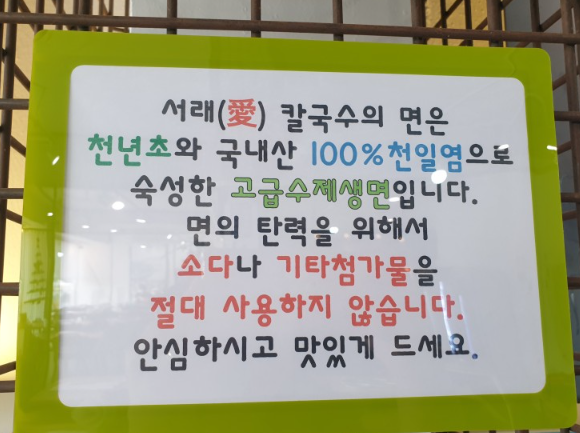 서래(愛) 칼국수의 면은
천년초와 국내산 100%천일염으로
숙성한 고급수제생면입니다.
면의 탄력을 위해서
소다나 기타첨가물을
절대 사용하지 않습니다.
안심하시고 맛있게 드세요.